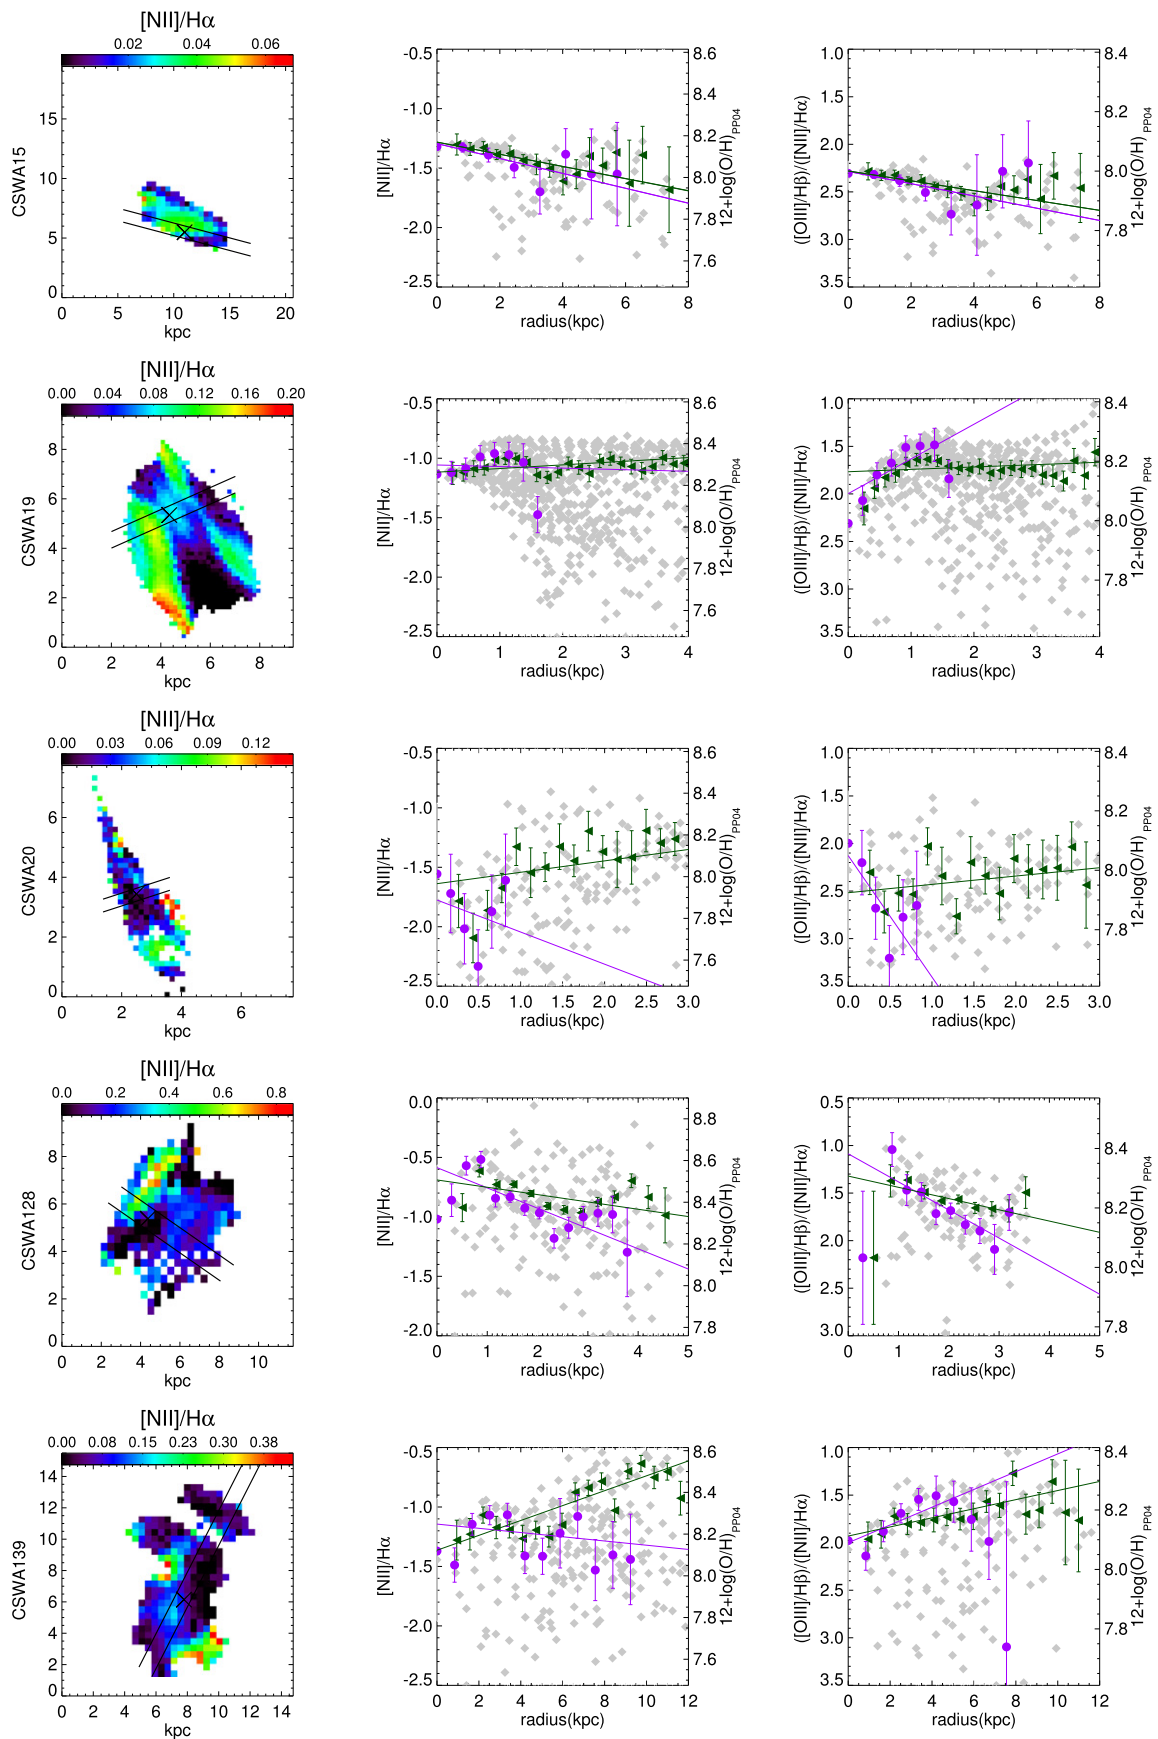 [NII]/Hα
0.02 0.04 0.06
CSWA15
15
10
5
0
0 5 10 15 20
kpc
[NII]/Hα
-0.5
-1.0
-1.5
-2.0
-2.5
0 2 4 6 8
radius(kpc)
8.6
8.4
8.2
8.0
7.8
7.6
12+log(O/H)PP04
([OIII]/Hβ)/([NII]/Hα)
1.0
1.5
2.0
2.5
3.0
3.5
0 2 4 6 8
radius(kpc)
8.4
8.2
8.0
7.8
12+log(O/H)PP04
[NII]/Hα
0.00 0.04 0.08 0.12 0.16 0.20
CSWA19
8
6
4
2
0
0 2 4 6 8
kpc
[NII]/Hα
-0.5
-1.0
-1.5
-2.0
-2.5
0 1 2 3 4
radius(kpc)
8.6
8.4
8.2
8.0
7.8
7.6
12+log(O/H)PP04
([OIII]/Hβ)/([NII]/Hα)
1.0
1.5
2.0
2.5
3.0
3.5
0 1 2 3 4
radius(kpc)
8.4
8.2
8.0
7.8
12+log(O/H)PP04
[NII]/Hα
0.00 0.03 0.06 0.09 0.12
CSWA20
6
4
2
0
0 2 4 6
kpc
[NII]/Hα
-0.5
-1.0
-1.5
-2.0
-2.5
0.0 0.5 1.0 1.5 2.0 2.5 3.0
radius(kpc)
8.6
8.4
8.2
8.0
7.8
7.6
12+log(O/H)PP04
([OIII]/Hβ)/([NII]/Hα)
1.0
1.5
2.0
2.5
3.0
3.5
0.0 0.5 1.0 1.5 2.0 2.5 3.0
radius(kpc)
8.4
8.2
8.0
7.8
12+log(O/H)PP04
[NII]/Hα
0.0 0.2 0.4 0.6 0.8
CSWA128
8
6
4
2
0
0 2 4 6 8 10
kpc
[NII]/Hα
0.0
-0.5
-1.0
-1.5
-2.0
0 1 2 3 4 5
radius(kpc)
8.8
8.6
8.4
8.2
8.0
7.8
12+log(O/H)PP04
([OIII]/Hβ)/([NII]/Hα)
0.5
1.0
1.5
2.0
2.5
3.0
0 1 2 3 4 5
radius(kpc)
8.4
8.2
8.0
7.8
12+log(O/H)PP04
[NII]/Hα
0.00 0.08 0.15 0.23 0.30 0.38
CSWA139
14
12
10
8
6
4
2
0
0 2 4 6 8 10 12 14
kpc
[NII]/Hα
-0.5
-1.0
-1.5
-2.0
-2.5
0 2 4 6 8 10 12
radius(kpc)
8.6
8.4
8.2
8.0
7.8
7.6
12+log(O/H)PP04
([OIII]/Hβ)/([NII]/Hα)
1.0
1.5
2.0
2.5
3.0
3.5
0 2 4 6 8 10 12
radius(kpc)
8.4
8.2
8.0
7.8
12+log(O/H)PP04